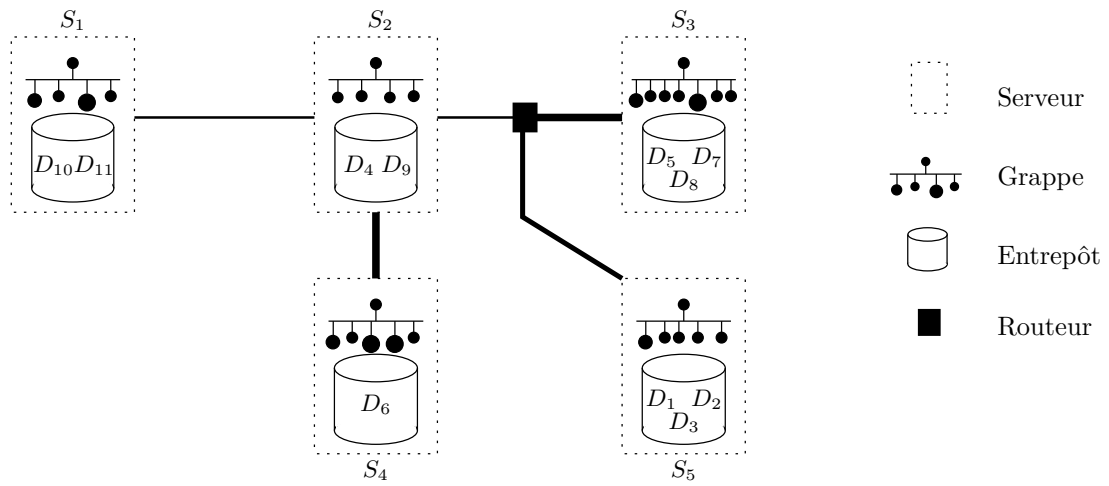 S₁ S₂ S₃
Serveur
D₁₀D₁₁ D₄ D₉ D₅ D₇
D₈
Grappe
Entrepôt
Routeur
D₆ D₁ D₂
D₃
S₄ S₅